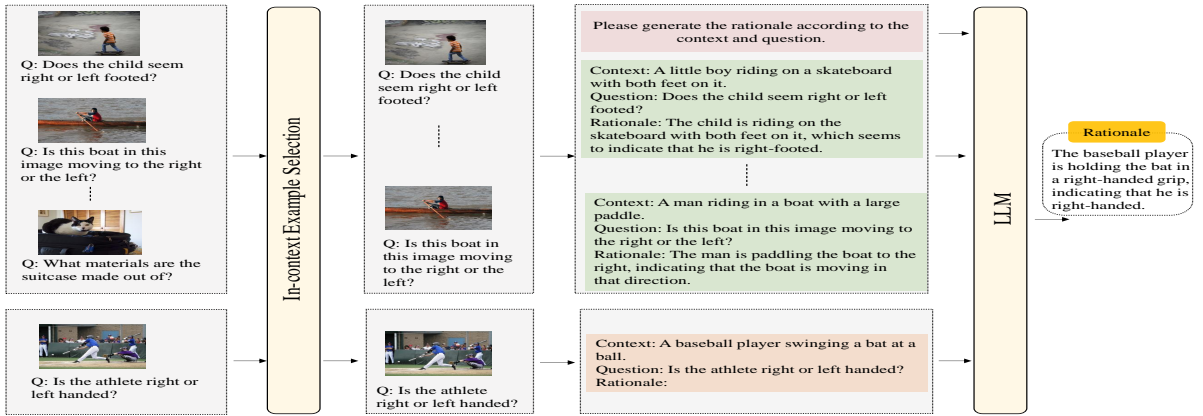 Q: Does the child seem
right or left footed?
Q: Is this boat in this
image moving to the right
or the left?
Q: What materials are the
suitcase made out of?
Q: Is the athlete right or
left handed?
In-context Example Selection
Q: Does the child
seem right or left
footed?
Q: Is this boat in
this image moving
to the right or the
left?
Q: Is the athlete
right or left handed?
Please generate the rationale according to the
context and question.
Context: A little boy riding on a skateboard
with both feet on it.
Question: Does the child seem right or left
footed?
Rationale: The child is riding on the
skateboard with both feet on it, which seems
to indicate that he is right-footed.
Context: A man riding in a boat with a large
paddle.
Question: Is this boat in this image moving to
the right or the left?
Rationale: The man is paddling the boat to the
right, indicating that the boat is moving in
that direction.
Context: A baseball player swinging a bat at a
ball.
Question: Is the athlete right or left handed?
Rationale:
LLM
Rationale
The baseball player
is holding the bat in
a right-handed grip,
indicating that he is
right-handed.